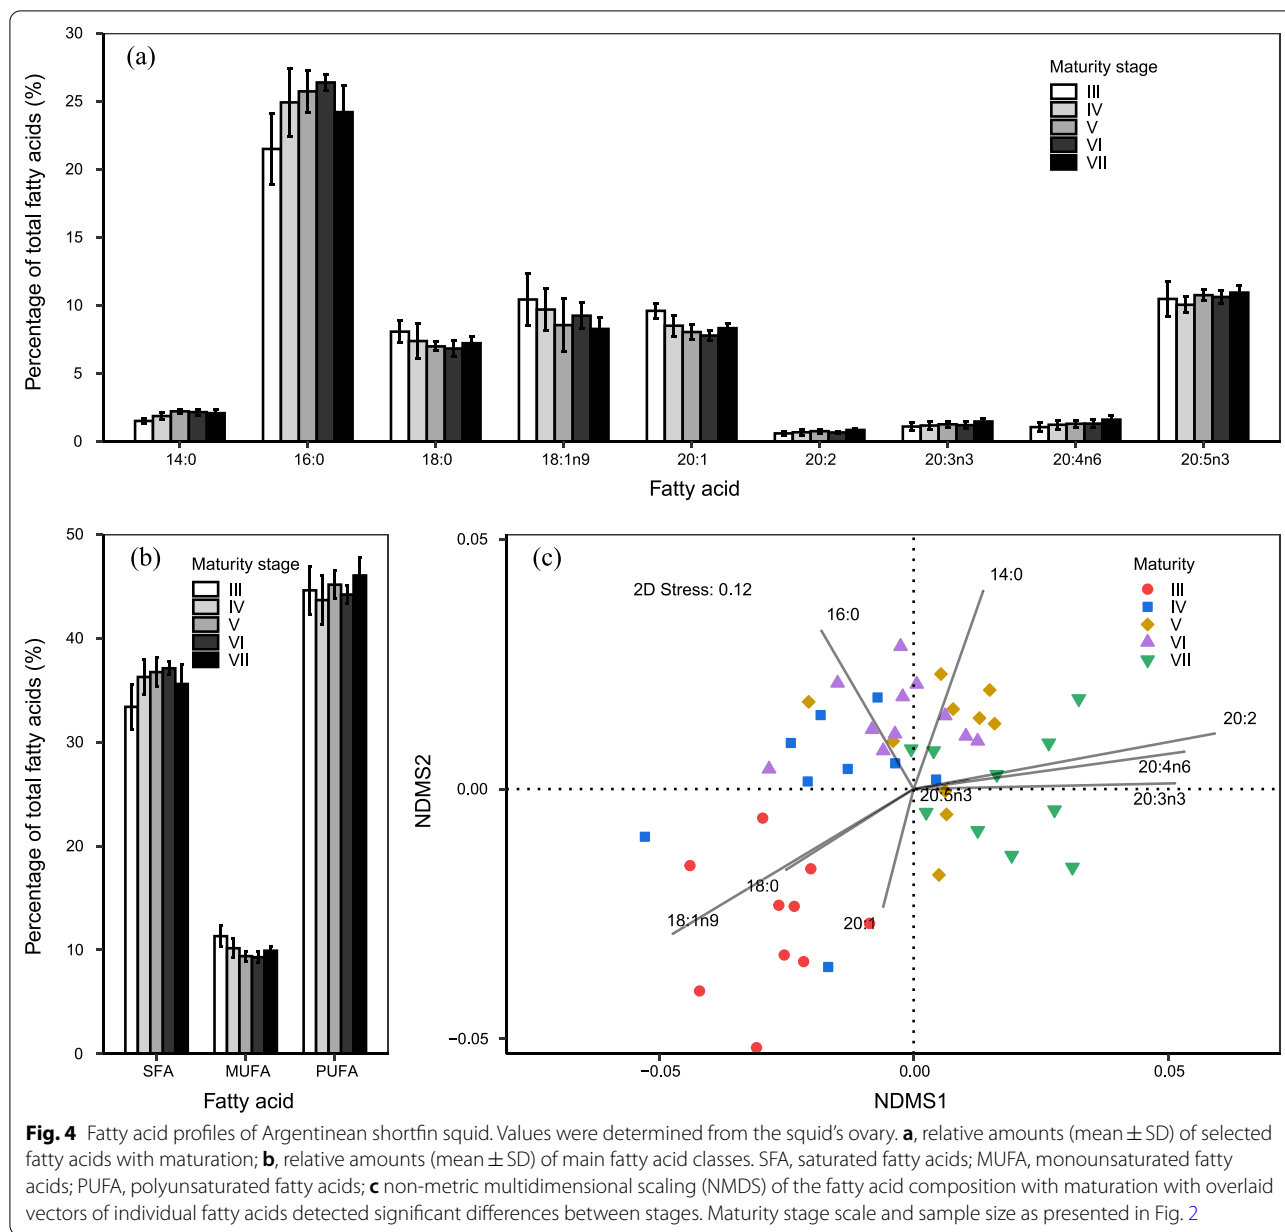 (a)
Percentage of total fatty acids (%)
30
25
20
15
10
5
0
Maturity stage
III
IV
V
VI
VII
14:0 16:0 18:0 18:1n9 20:1 20:2 20:3n3 20:4n6 20:5n3
Fatty acid
(b)
Percentage of total fatty acids (%)
50
40
30
20
10
0
Maturity stage
III
IV
V
VI
VII
SFA MUFA PUFA
Fatty acid
(c)
NDMS2
0.05
0.00
−0.05
2D Stress: 0.12
Maturity
III
IV
V
VI
VII
14:0
16:0
20:2
20:4n6
20:5n3
20:3n3
18:0
18:1n9
20:1
−0.05 0.00 0.05
NDMS1
Fig. 4 Fatty acid profiles of Argentinean shortfin squid. Values were determined from the squid’s ovary. a, relative amounts (mean ± SD) of selected
fatty acids with maturation; b, relative amounts (mean ± SD) of main fatty acid classes. SFA, saturated fatty acids; MUFA, monounsaturated fatty
acids; PUFA, polyunsaturated fatty acids; c non-metric multidimensional scaling (NMDS) of the fatty acid composition with maturation with overlaid
vectors of individual fatty acids detected significant differences between stages. Maturity stage scale and sample size as presented in Fig. 2